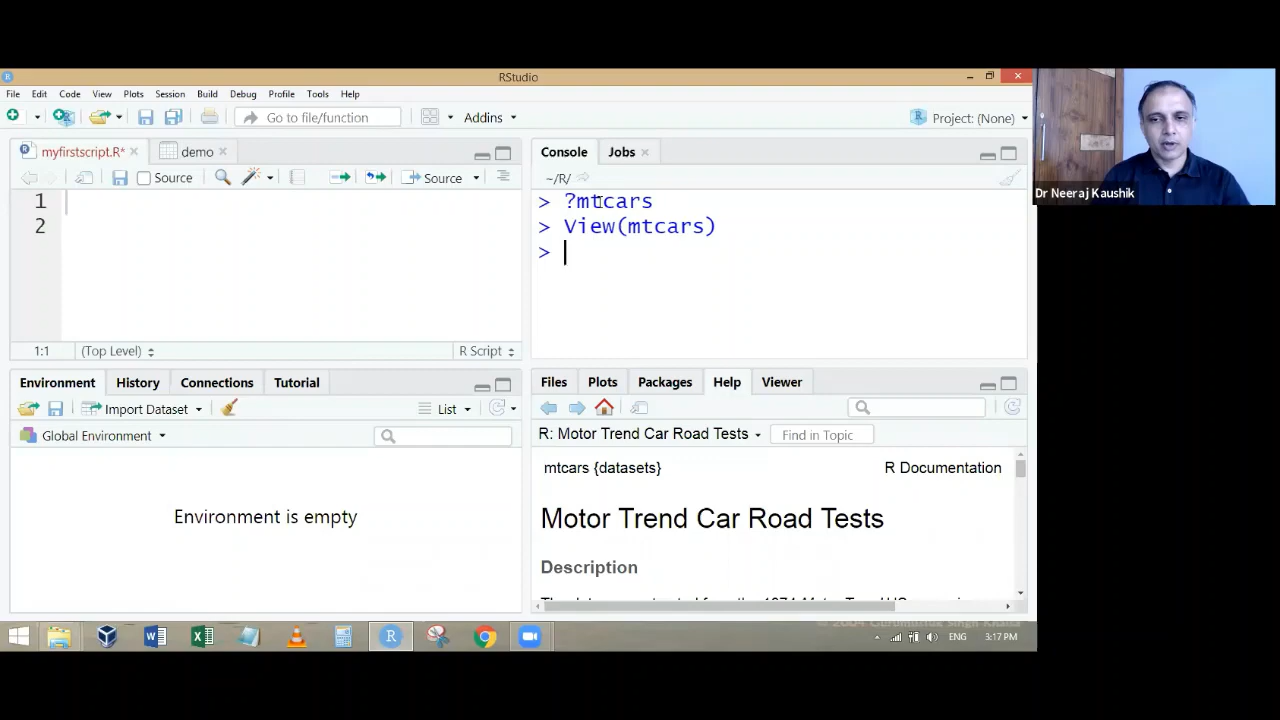 RStudio
File Edit Code View Plots Session Build Debug Profile Tools Help
Go to file/function
Addins
Project: (None)
myfirstscript.R*
demo
Source
Source
1
2
1:1
(Top Level)
R Script
Console
Jobs
~/R/
> ?mtcars
> View(mtcars)
>
Environment
History
Connections
Tutorial
Import Dataset
List
Global Environment
Environment is empty
Files
Plots
Packages
Help
Viewer
R: Motor Trend Car Road Tests
Find in Topic
mtcars {datasets}
R Documentation
Motor Trend Car Road Tests
Description
Dr Neeraj Kaushik
ENG
3:17 PM